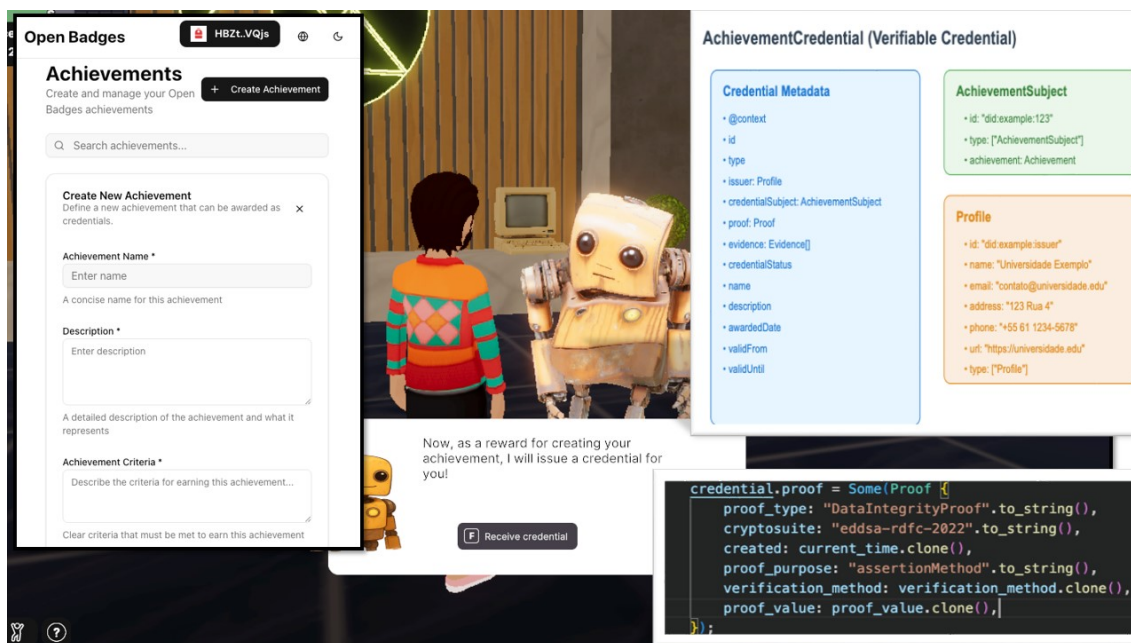 Open Badges
HBZt..VQjs
Achievements
Create and manage your Open
Badges achievements
+ Create Achievement
Search achievements...
Create New Achievement
Define a new achievement that can be awarded as
credentials.
Achievement Name *
Enter name
A concise name for this achievement
Description *
Enter description
A detailed description of the achievement and what it
represents
Achievement Criteria *
Describe the criteria for earning this achievement...
Clear criteria that must be met to earn this achievement
Now, as a reward for creating your
achievement, I will issue a credential for
you!
F Receive credential
?
AchievementCredential (Verifiable Credential)
Credential Metadata
• @context
• id
• type
• issuer: Profile
• credentialSubject: AchievementSubject
• proof: Proof
• evidence: Evidence[]
• credentialStatus
• name
• description
• awardedDate
• validFrom
• validUntil
AchievementSubject
• id: "did:example:123"
• type: ["AchievementSubject"]
• achievement: Achievement
Profile
• id: "did:example:issuer"
• name: "Universidade Exemplo"
• email: "contato@universidade.edu"
• address: "123 Rua 4"
• phone: "+55 61 1234-5678"
• url: "https://universidade.edu"
• type: ["Profile"]
credential.proof = Some(Proof {
proof_type: "DataIntegrityProof".to_string(),
cryptosuite: "eddsa-rdfc-2022".to_string(),
created: current_time.clone(),
proof_purpose: "assertionMethod".to_string(),
verification_method: verification_method.clone(),
proof_value: proof_value.clone(),
});